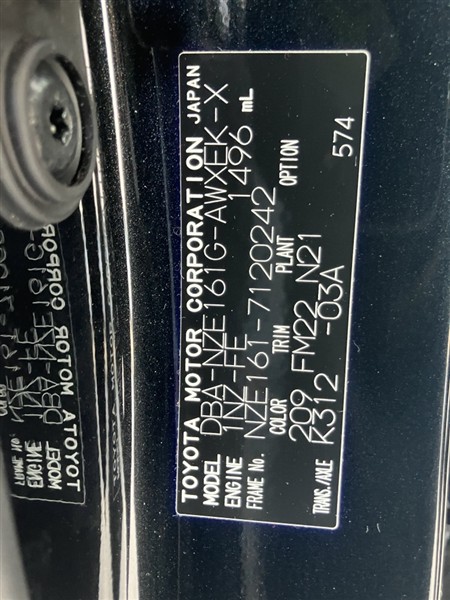 TOYOTA MOTOR CORPORATION JAPAN
MODEL DBA-NZE161G-AWXEK-X
ENGINE 1NZ-FE 1496 mL
FRAME No. NZE161-7120242
COLOR TRIM PLANT OPTION
209 FM22 N21
K312 -03A 574
TRANS./AXLE